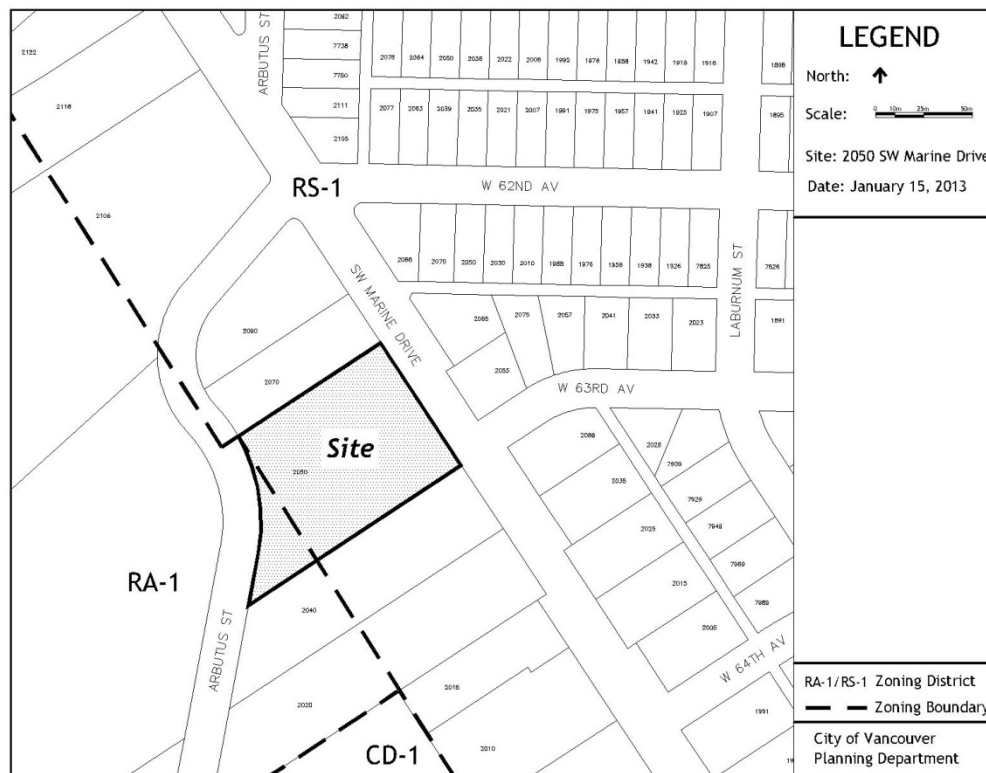 LEGEND
North:
Scale:
0 10m 25m 50m
Site: 2050 SW Marine Drive
Date: January 15, 2013
ARBUTUS ST
2122
2118
2106
2082
7738
7750
2111
2105
2078 2064 2050 2036 2022 2008 1992 1976 1958 1942 1918 1916
1898
2077 2063 2039 2035 2021 2007 1991 1975 1957 1941 1923 1907
1895
RS-1
W 62ND AV
2086 2070 2050 2030 2010 1988 1976 1956 1938 1926 7825
7826
SW MARINE DRIVE
LABURNUM ST
2065 2075 2057 2041 2033 2023
1891
2055
2090
2070
W 63RD AV
Site
2050
2086
2035
2025
2015
2005
2028
7909
7929
7949
7969
7989
RA-1
ARBUTUS ST
2040
2020
2016
2010
CD-1
W 64TH AV
1991
RA-1/RS-1 Zoning District
Zoning Boundary
City of Vancouver
Planning Department